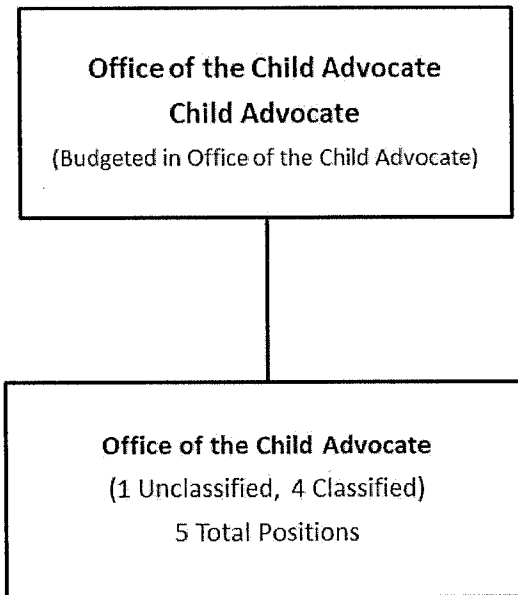 Office of the Child Advocate
Child Advocate
(Budgeted in Office of the Child Advocate)
Office of the Child Advocate
(1 Unclassified, 4 Classified)
5 Total Positions